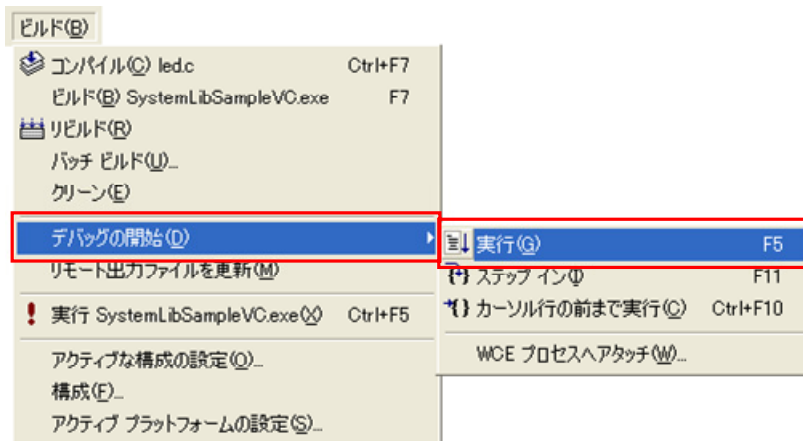 ビルド(B)
コンパイル(C) led.c Ctrl+F7
ビルド(B) SystemLibSampleVC.exe F7
リビルド(R)
バッチ ビルド(U)...
クリーン(E)
デバッグの開始(D)
リモート出力ファイルを更新(M)
実行 SystemLibSampleVC.exe(X) Ctrl+F5
アクティブな構成の設定(O)...
構成(F)...
アクティブ プラットフォームの設定(S)...
実行(G) F5
ステップ イン(I) F11
カーソル行の前まで実行(C) Ctrl+F10
WCE プロセスへアタッチ(W)...